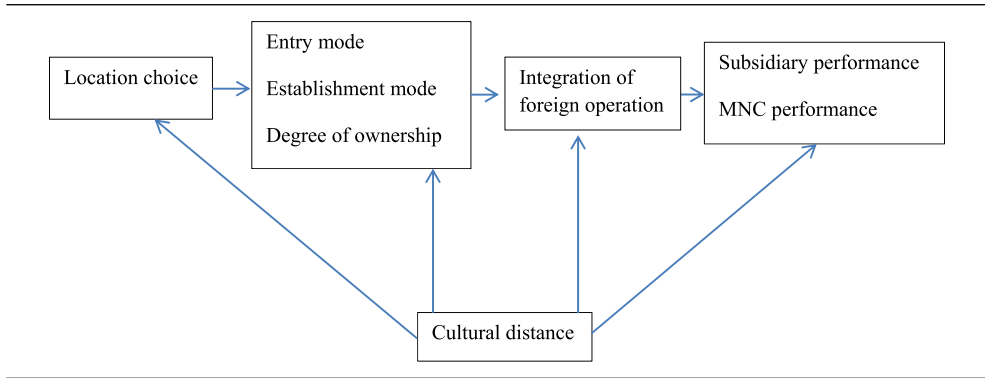 Location choice
Entry mode
Establishment mode
Degree of ownership
Integration of
foreign operation
Subsidiary performance
MNC performance
Cultural distance